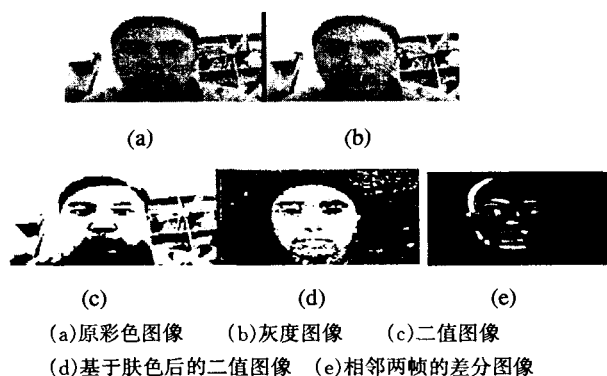 (a) (b)
(c) (d) (e)
(a)原彩色图像 (b)灰度图像 (c)二值图像
(d)基于肤色后的二值图像 (e)相邻两帧的差分图像